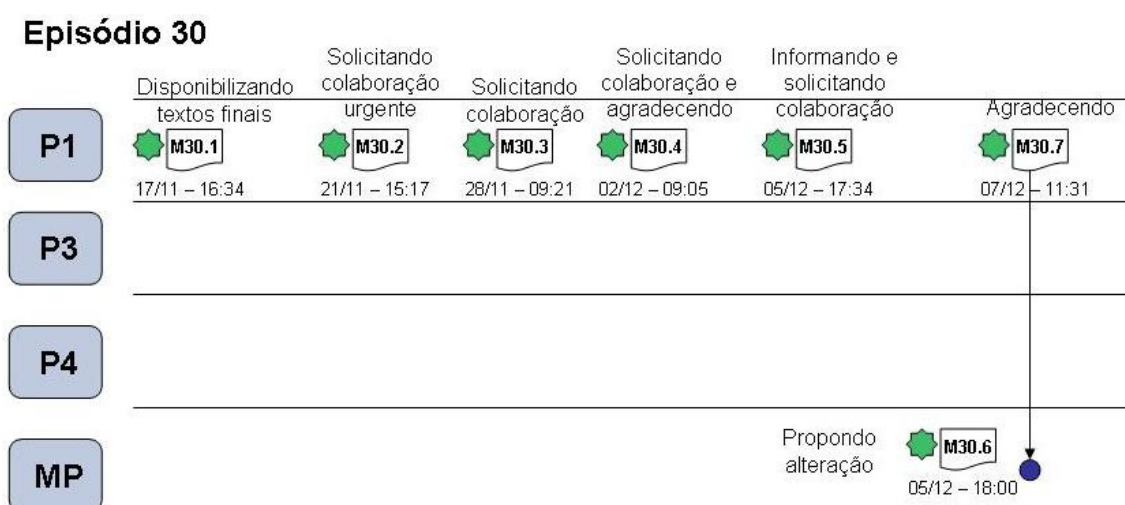 Episódio 30
Disponibilizando
textos finais
Solicitando
colaboração
urgente
Solicitando
colaboração
Solicitando
colaboração e
agradecendo
Informando e
solicitando
colaboração
Agradecendo
P1
M30.1
M30.2
M30.3
M30.4
M30.5
M30.7
17/11 – 16:34
21/11 – 15:17
28/11 – 09:21
02/12 – 09:05
05/12 – 17:34
07/12 – 11:31
P3
P4
MP
Propondo
alteração
M30.6
05/12 – 18:00